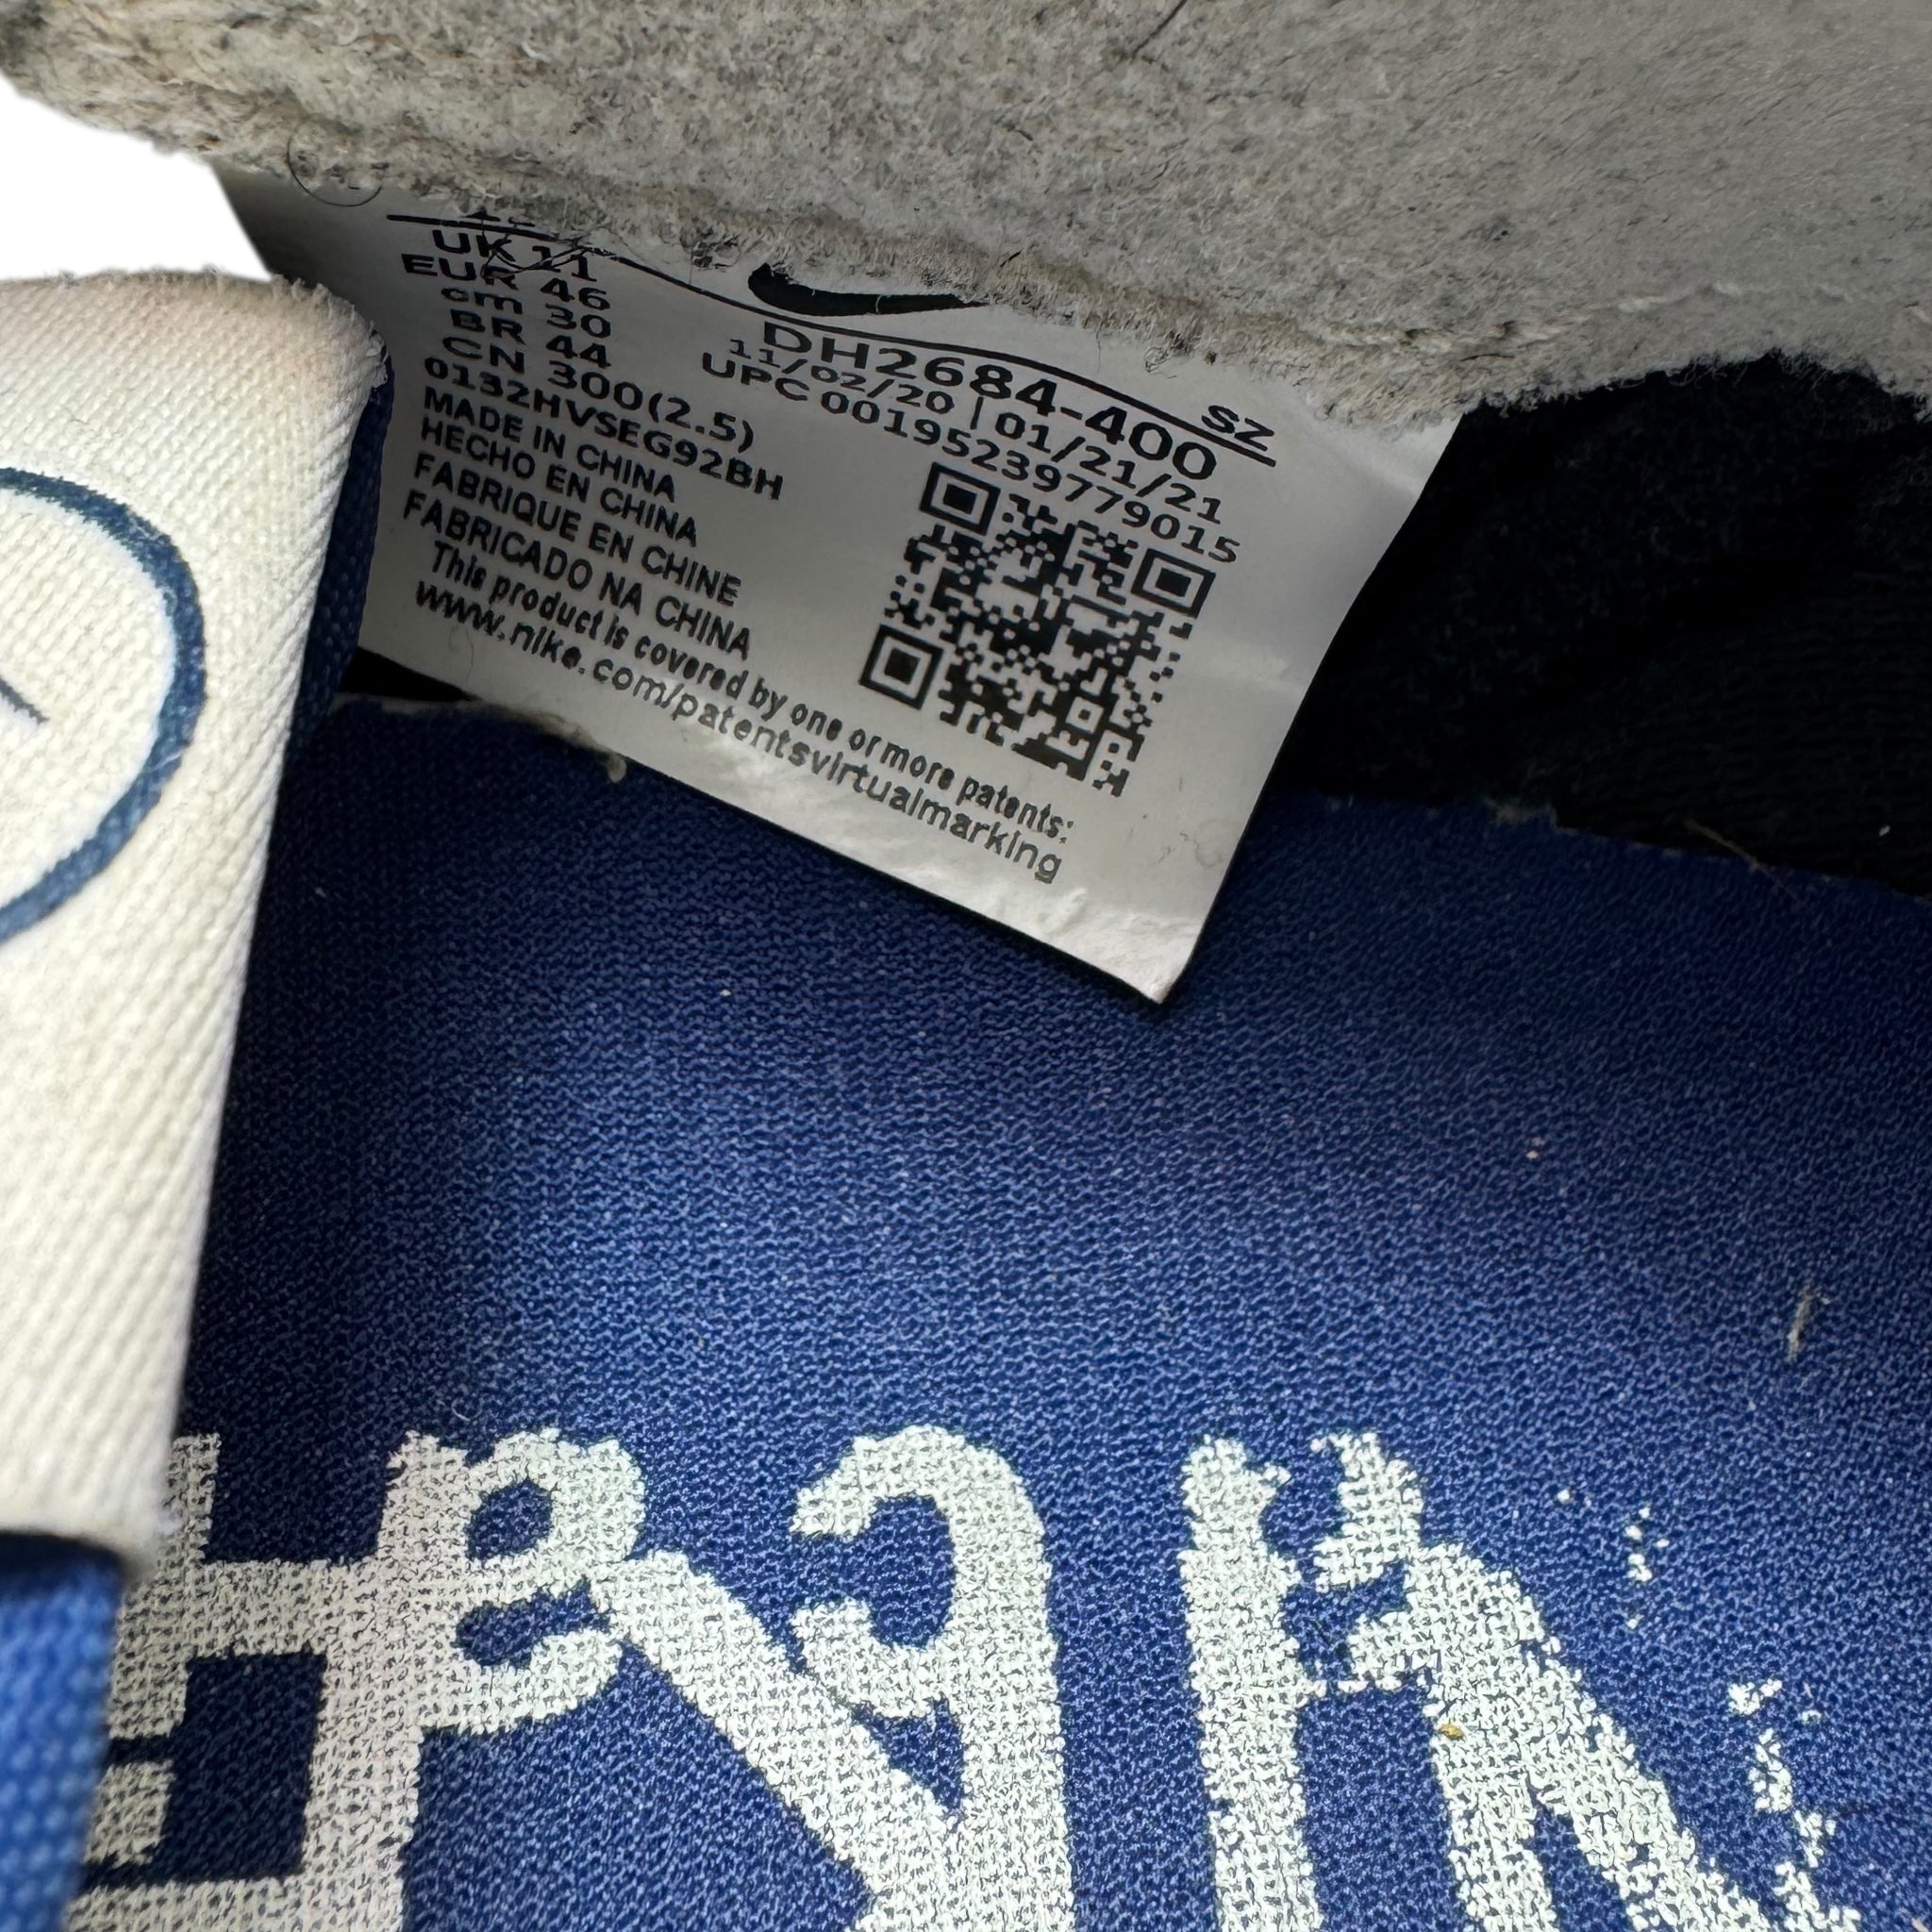 UK 11
EUR 46
cm 30
BR 44
CN 300(2.5)
0132HVSEG92BH
MADE IN CHINA
HECHO EN CHINA
FABRIQUE EN CHINE
FABRICADO NA CHINA
This product is covered by one or more patents:
www.nike.com/patentsvirtualmarking
SZ
DH2684-400
11/02/20 | 01/21/21
UPC 00195239779015